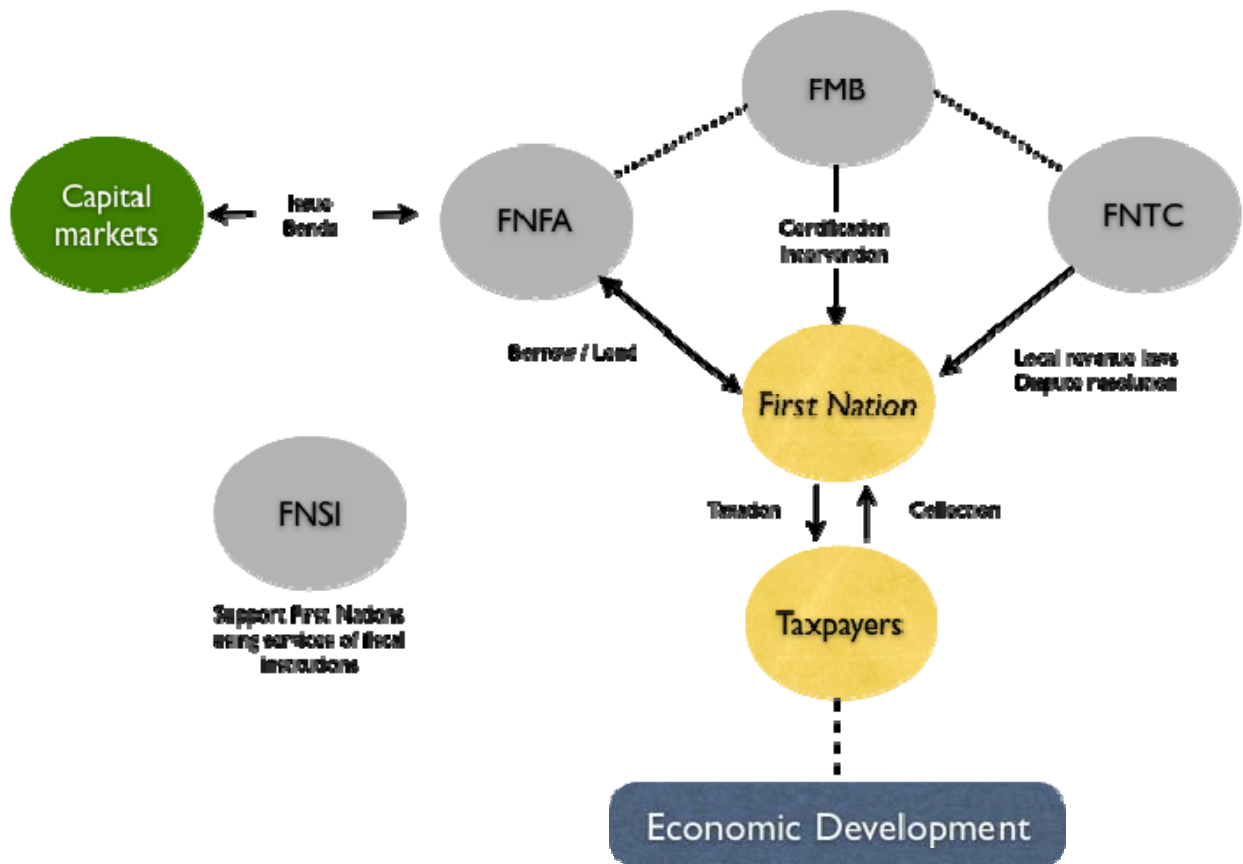 FMB
Capital
markets
Issue
Bonds
FNFA
FNTC
Certification
Intervention
Borrow / Lend
Local revenue laws
Dispute resolution
First Nation
FNSI
Taxation
Collection
Support First Nations
using services of fiscal
institutions
Taxpayers
Economic Development